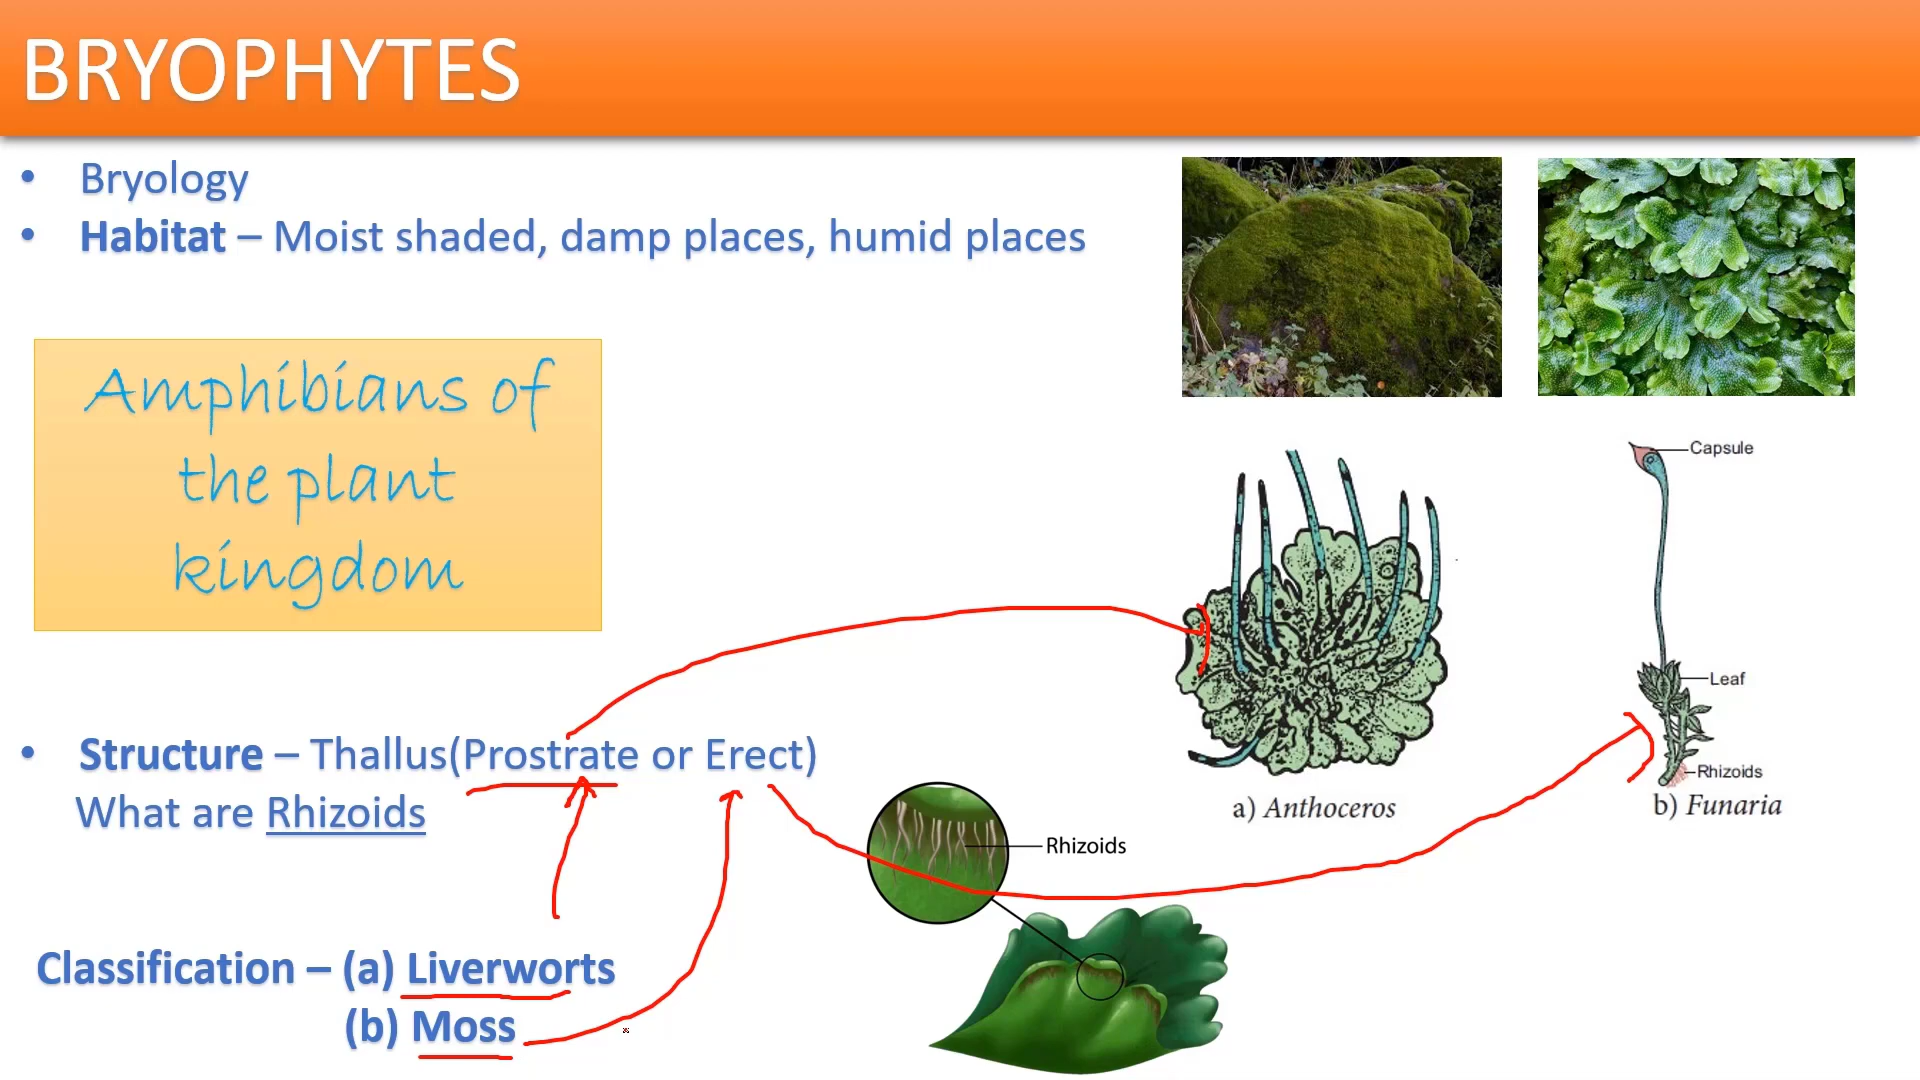 BRYOPHYTES
• Bryology
• Habitat – Moist shaded, damp places, humid places
Amphibians of
the plant
kingdom
Capsule
Leaf
Rhizoids
a) Anthoceros
b) Funaria
• Structure – Thallus(Prostrate or Erect)
What are Rhizoids
Rhizoids
Classification – (a) Liverworts
(b) Moss